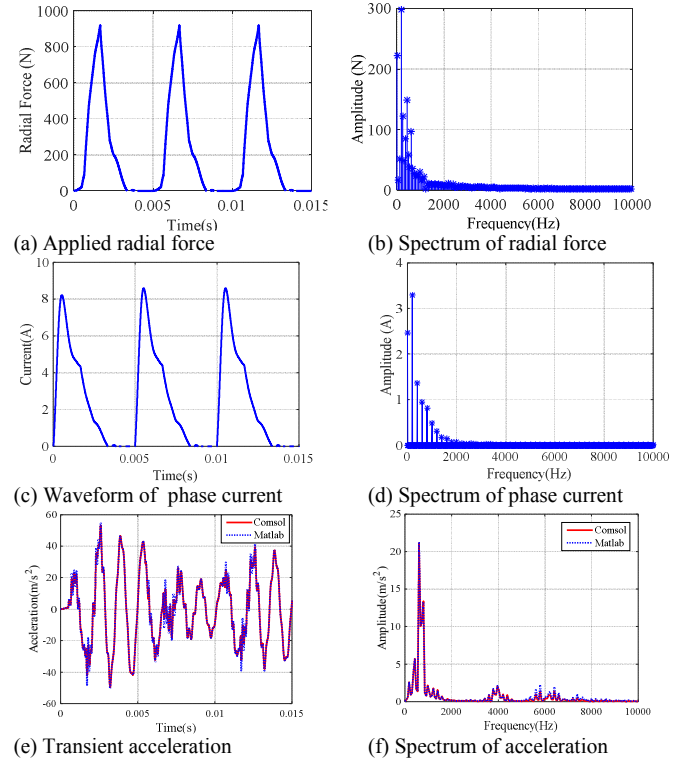 1000
800
600
400
200
0
Radial Force (N)
0 0.005 0.01 0.015
Time(s)
(a) Applied radial force
300
200
100
0
Amplitude (N)
0 2000 4000 6000 8000 10000
Frequency(Hz)
(b) Spectrum of radial force
10
8
6
4
2
0
Current(A)
0 0.005 0.01 0.015
Time(s)
(c) Waveform of phase current
4
3
2
1
0
Amplitude (A)
0 2000 4000 6000 8000 10000
Frequency(Hz)
(d) Spectrum of phase current
60
40
20
0
-20
-40
-60
Accleration(m/s²)
Comsol
Matlab
0 0.005 0.01 0.015
Time(s)
(e) Transient acceleration
25
20
15
10
5
0
Amplitude(m/s²)
Comsol
Matlab
0 2000 4000 6000 8000 10000
Frequency(Hz)
(f) Spectrum of acceleration